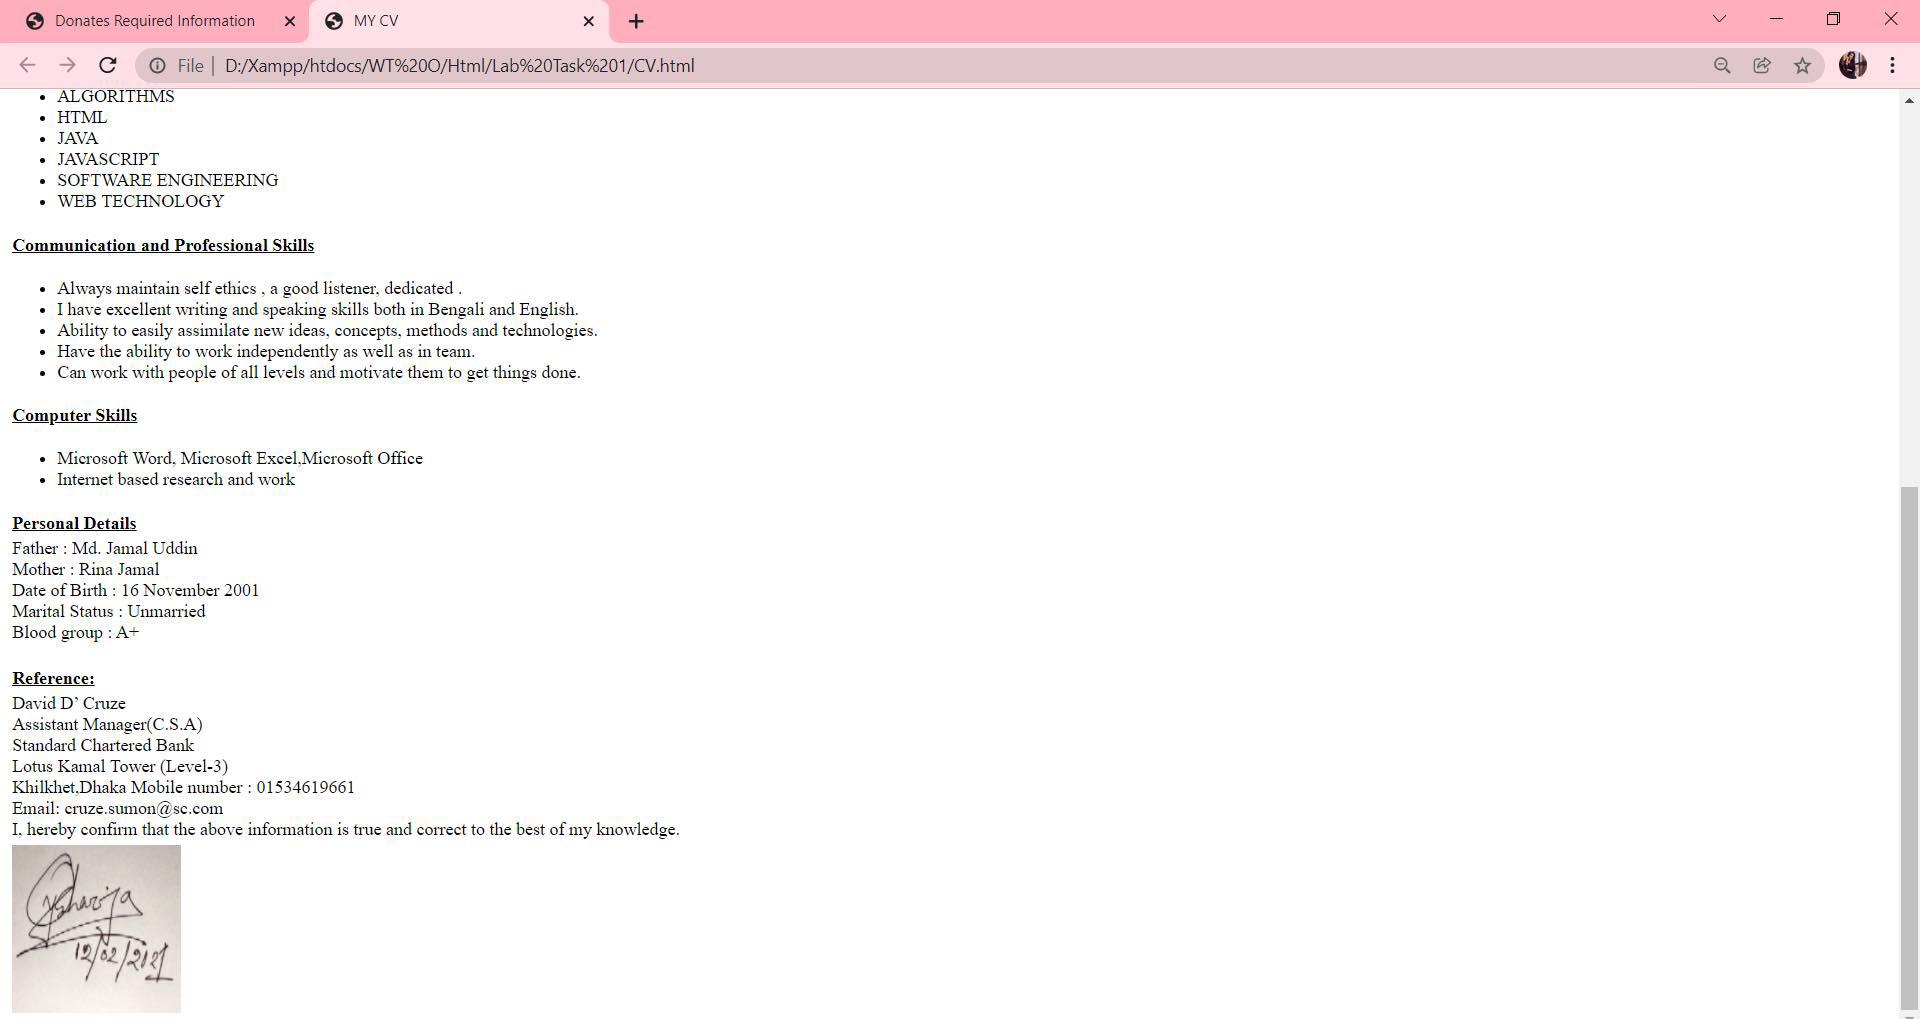 Donates Required Information
MY CV
File
D:/Xampp/htdocs/WT%20O/Html/Lab%20Task%201/CV.html
ALGORITHMS
HTML
JAVA
JAVASCRIPT
SOFTWARE ENGINEERING
WEB TECHNOLOGY
Communication and Professional Skills
Always maintain self ethics , a good listener, dedicated .
I have excellent writing and speaking skills both in Bengali and English.
Ability to easily assimilate new ideas, concepts, methods and technologies.
Have the ability to work independently as well as in team.
Can work with people of all levels and motivate them to get things done.
Computer Skills
Microsoft Word, Microsoft Excel,Microsoft Office
Internet based research and work
Personal Details
Father : Md. Jamal Uddin
Mother : Rina Jamal
Date of Birth : 16 November 2001
Marital Status : Unmarried
Blood group : A+
Reference:
David D’ Cruze
Assistant Manager(C.S.A)
Standard Chartered Bank
Lotus Kamal Tower (Level-3)
Khilkhet,Dhaka Mobile number : 01534619661
Email: cruze.sumon@sc.com
I, hereby confirm that the above information is true and correct to the best of my knowledge.
12/02/2021